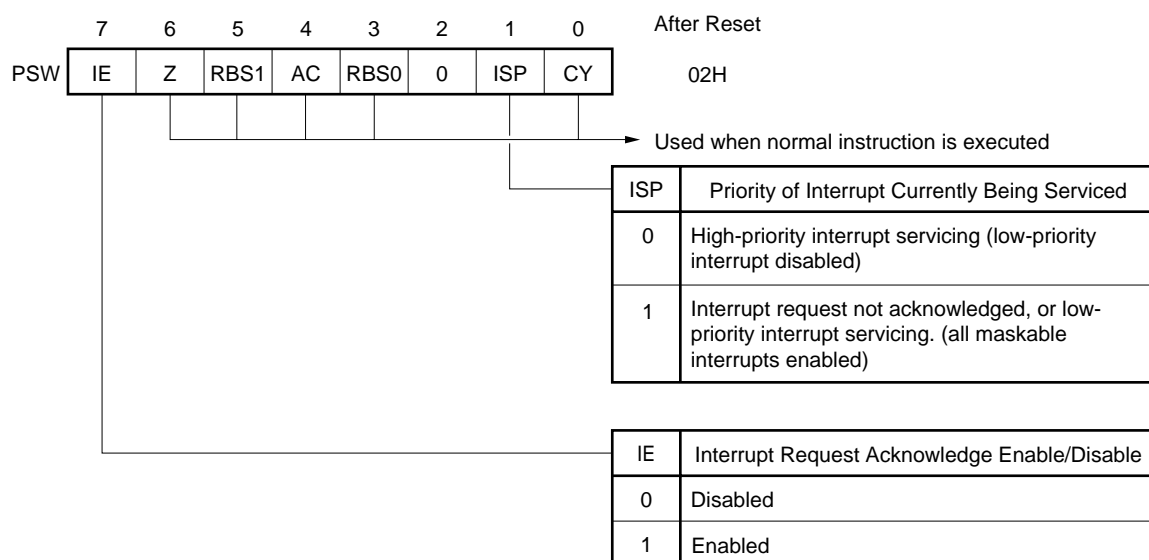 7 6 5 4 3 2 1 0 After Reset
PSW IE Z RBS1 AC RBS0 0 ISP CY 02H
Used when normal instruction is executed
ISP Priority of Interrupt Currently Being Serviced
0 High-priority interrupt servicing (low-priority
interrupt disabled)
1 Interrupt request not acknowledged, or low-
priority interrupt servicing. (all maskable
interrupts enabled)
IE Interrupt Request Acknowledge Enable/Disable
0 Disabled
1 Enabled